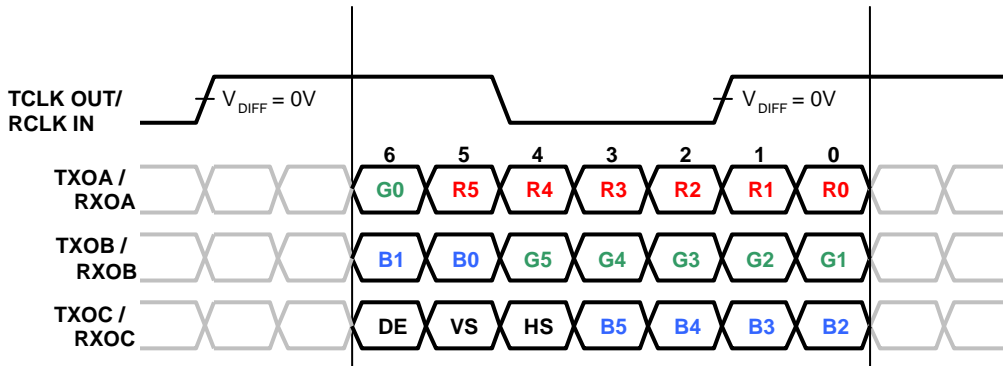 TCLK OUT/
RCLK IN
VDIFF = 0V
VDIFF = 0V
6 5 4 3 2 1 0
TXOA /
RXOA
G0 R5 R4 R3 R2 R1 R0
TXOB /
RXOB
B1 B0 G5 G4 G3 G2 G1
TXOC /
RXOC
DE VS HS B5 B4 B3 B2